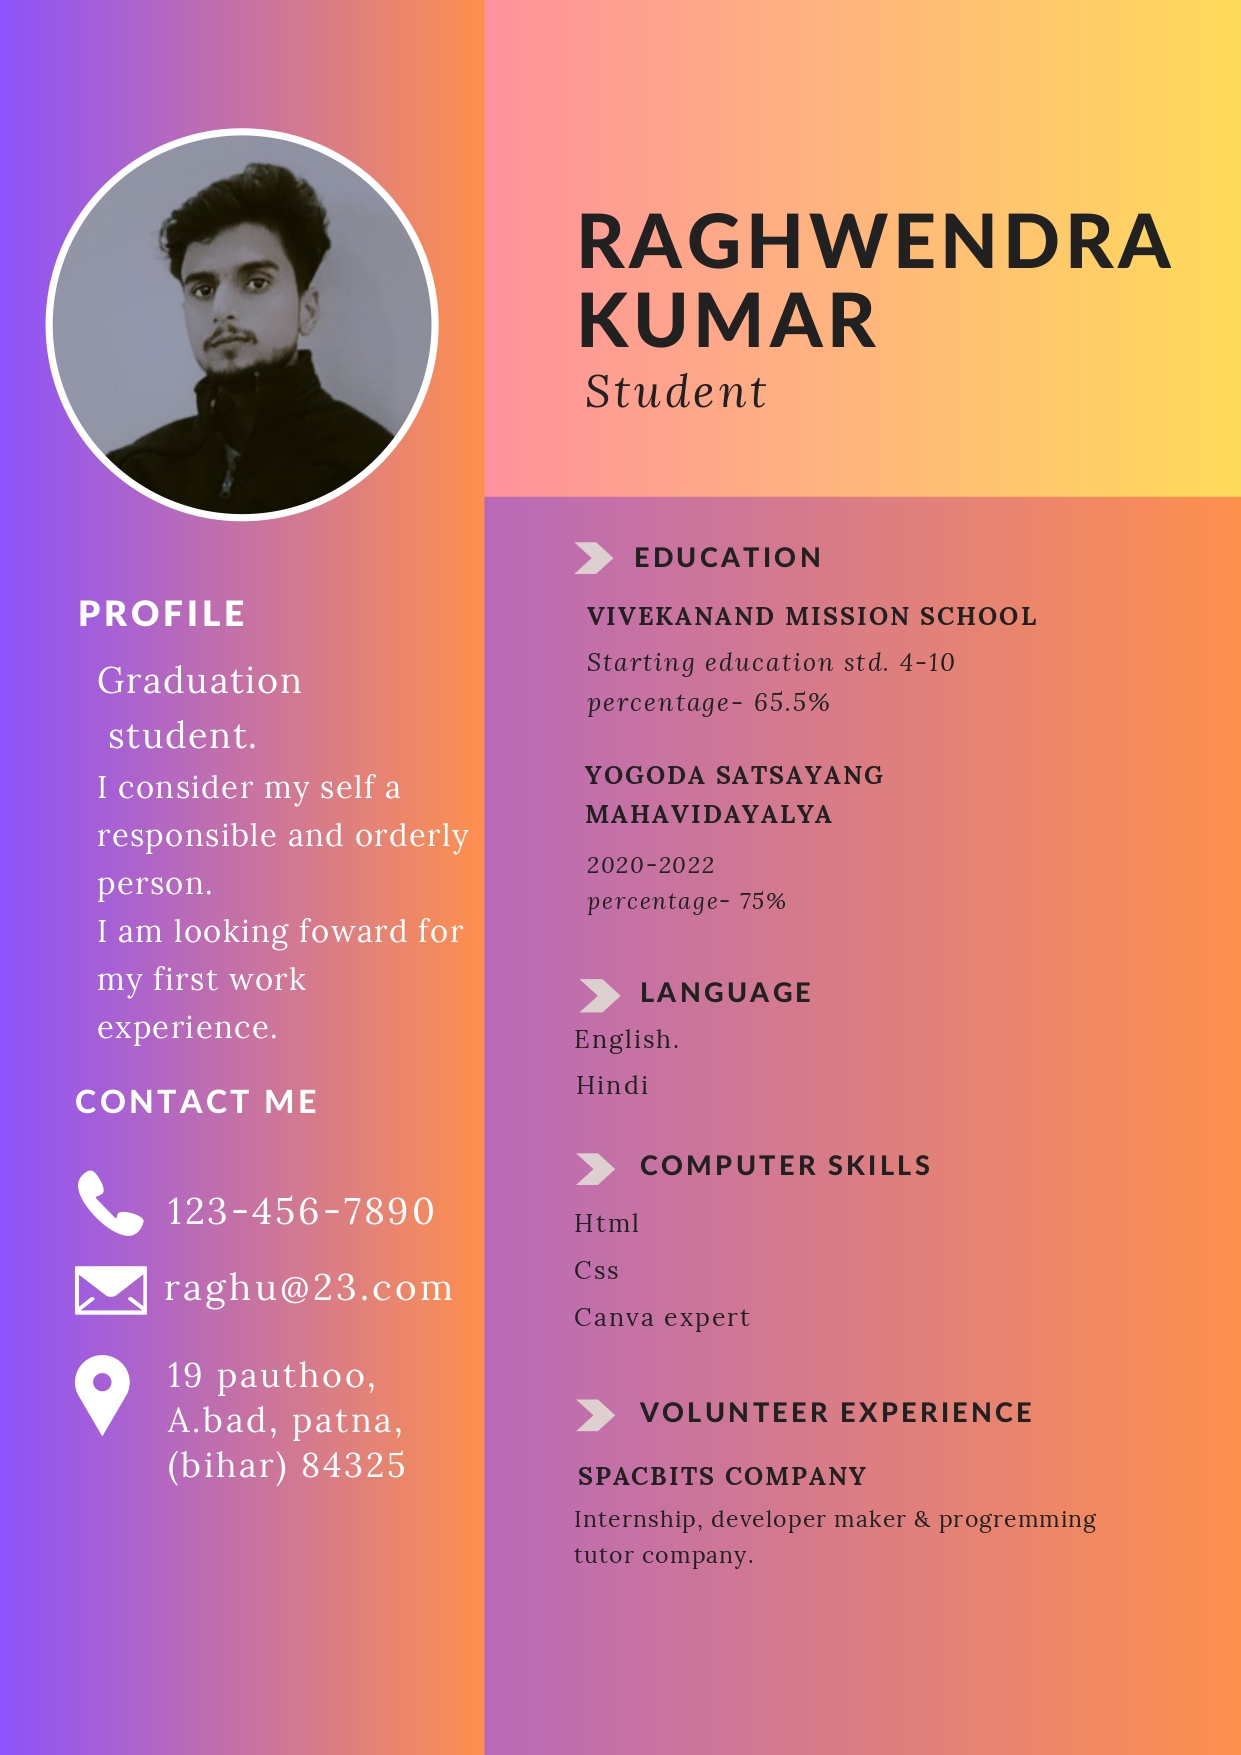 RAGHWENDRA
KUMAR
Student
PROFILE
Graduation
student.
I consider my self a
responsible and orderly
person.
I am looking foward for
my first work
experience.
CONTACT ME
123-456-7890
raghu@23.com
19 pauthoo,
A.bad, patna,
(bihar) 84325
EDUCATION
VIVEKANAND MISSION SCHOOL
Starting education std. 4-10
percentage- 65.5%
YOGODA SATSAYANG
MAHAVIDAYALYA
2020-2022
percentage- 75%
LANGUAGE
English.
Hindi
COMPUTER SKILLS
Html
Css
Canva expert
VOLUNTEER EXPERIENCE
SPACBITS COMPANY
Internship, developer maker & progremming
tutor company.